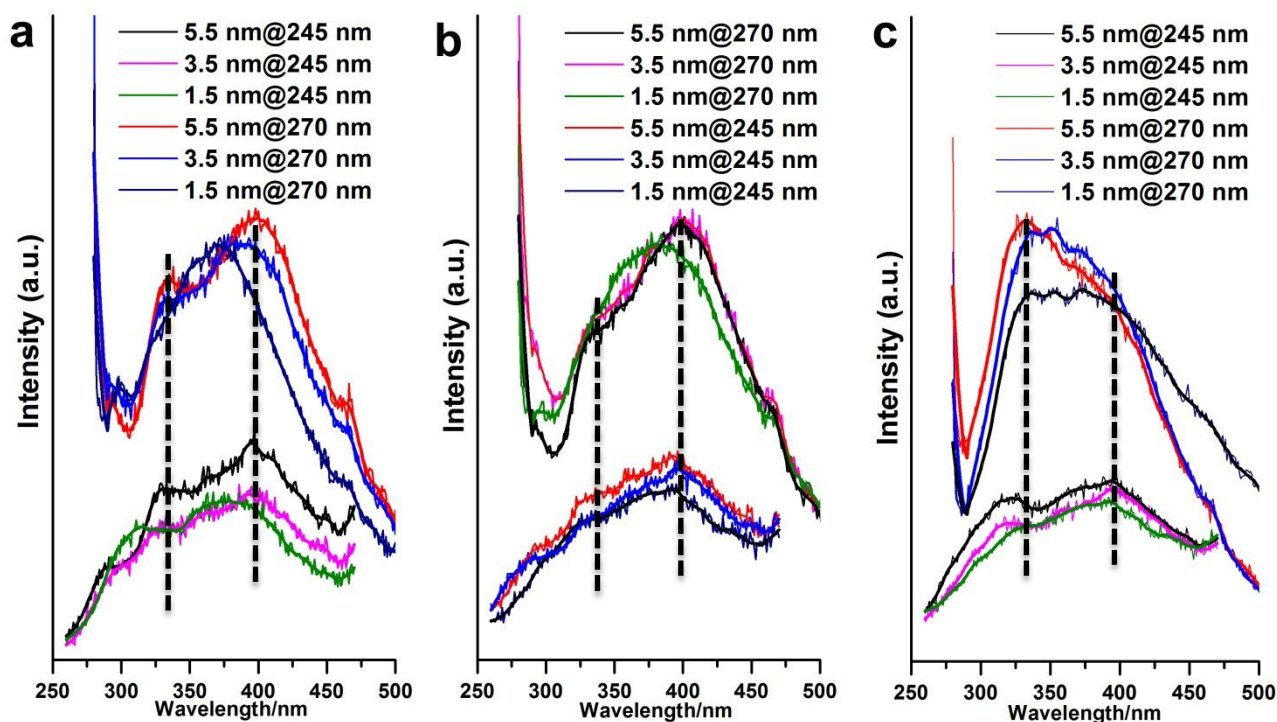 a
5.5 nm@245 nm
3.5 nm@245 nm
1.5 nm@245 nm
5.5 nm@270 nm
3.5 nm@270 nm
1.5 nm@270 nm
Intensity (a.u.)
250 300 350 400 450 500
Wavelength/nm
b
5.5 nm@270 nm
3.5 nm@270 nm
1.5 nm@270 nm
5.5 nm@245 nm
3.5 nm@245 nm
1.5 nm@245 nm
Intensity (a.u.)
250 300 350 400 450 500
Wavelength/nm
c
5.5 nm@245 nm
3.5 nm@245 nm
1.5 nm@245 nm
5.5 nm@270 nm
3.5 nm@270 nm
1.5 nm@270 nm
Intensity (a.u.)
250 300 350 400 450 500
Wavelength/nm